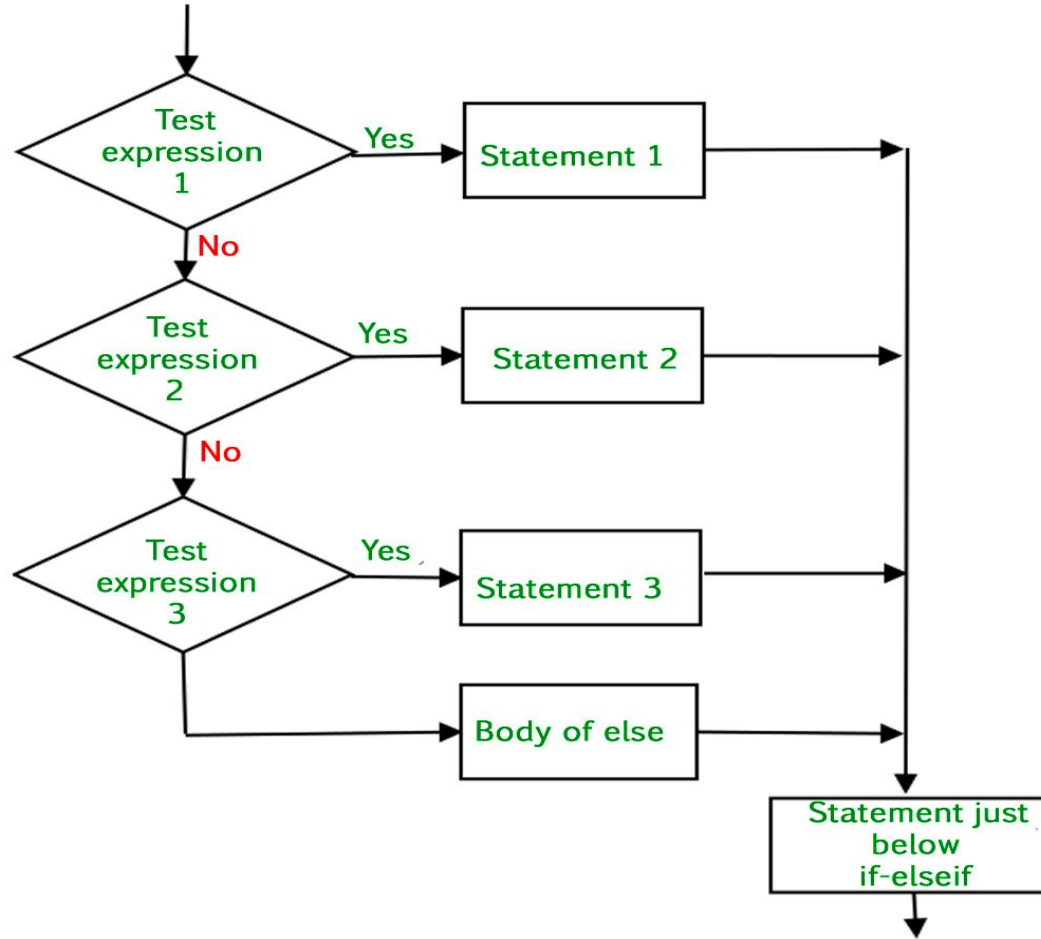 Test
expression
1
Yes
Statement 1
No
Test
expression
2
Yes
Statement 2
No
Test
expression
3
Yes
Statement 3
Body of else
Statement just
below
if-elseif